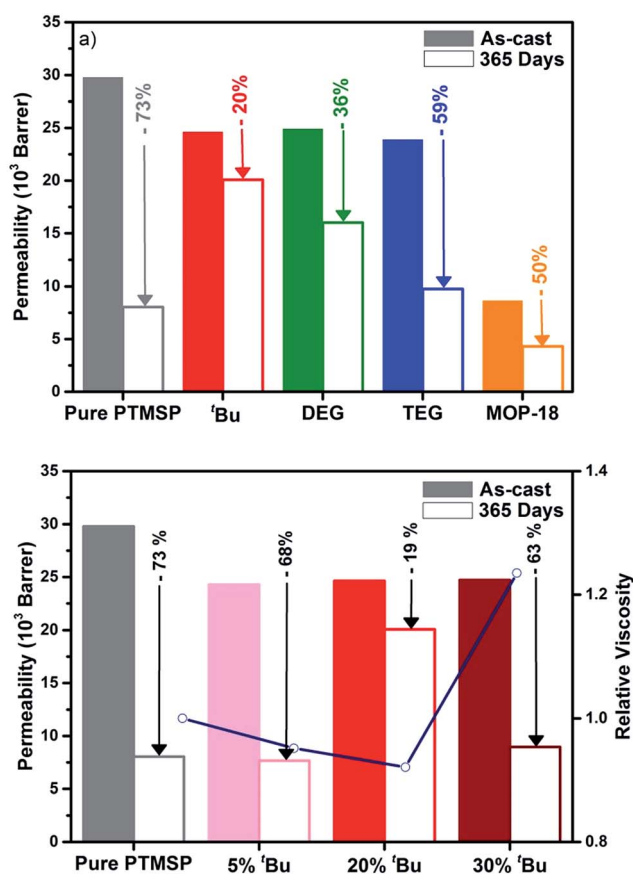 a)
As-cast
365 Days
Permeability (10³ Barrer)
35
30
25
20
15
10
5
0
- 73%
- 20%
- 36%
- 59%
- 50%
Pure PTMSP ᵗBu DEG TEG MOP-18
As-cast
365 Days
Permeability (10³ Barrer)
35
30
25
20
15
10
5
0
- 73 %
- 68%
- 19 %
- 63 %
1.4
1.2
1.0
0.8
Relative Viscosity
Pure PTMSP 5% ᵗBu 20% ᵗBu 30% ᵗBu